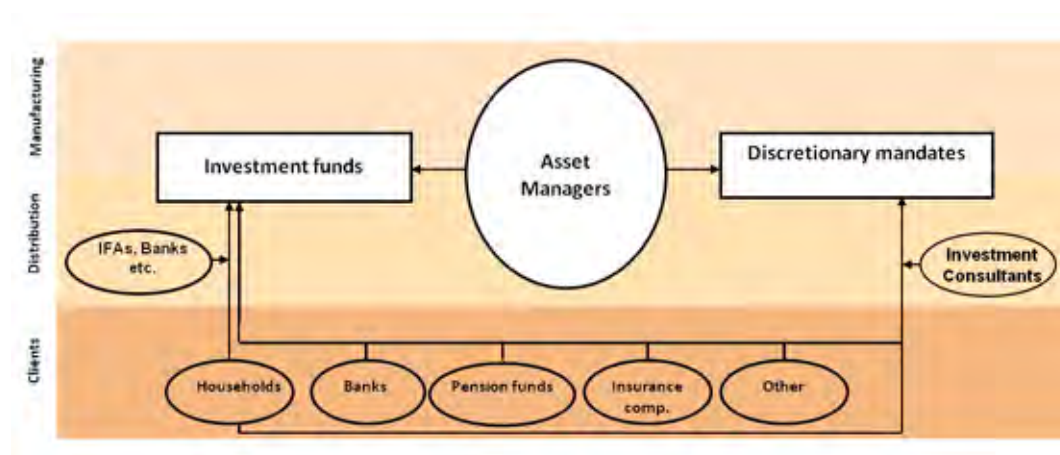 Manufacturing
Distribution
Clients
Investment funds
Asset
Managers
Discretionary mandates
IFAs, Banks
etc.
Investment
Consultants
Households
Banks
Pension funds
Insurance
comp.
Other